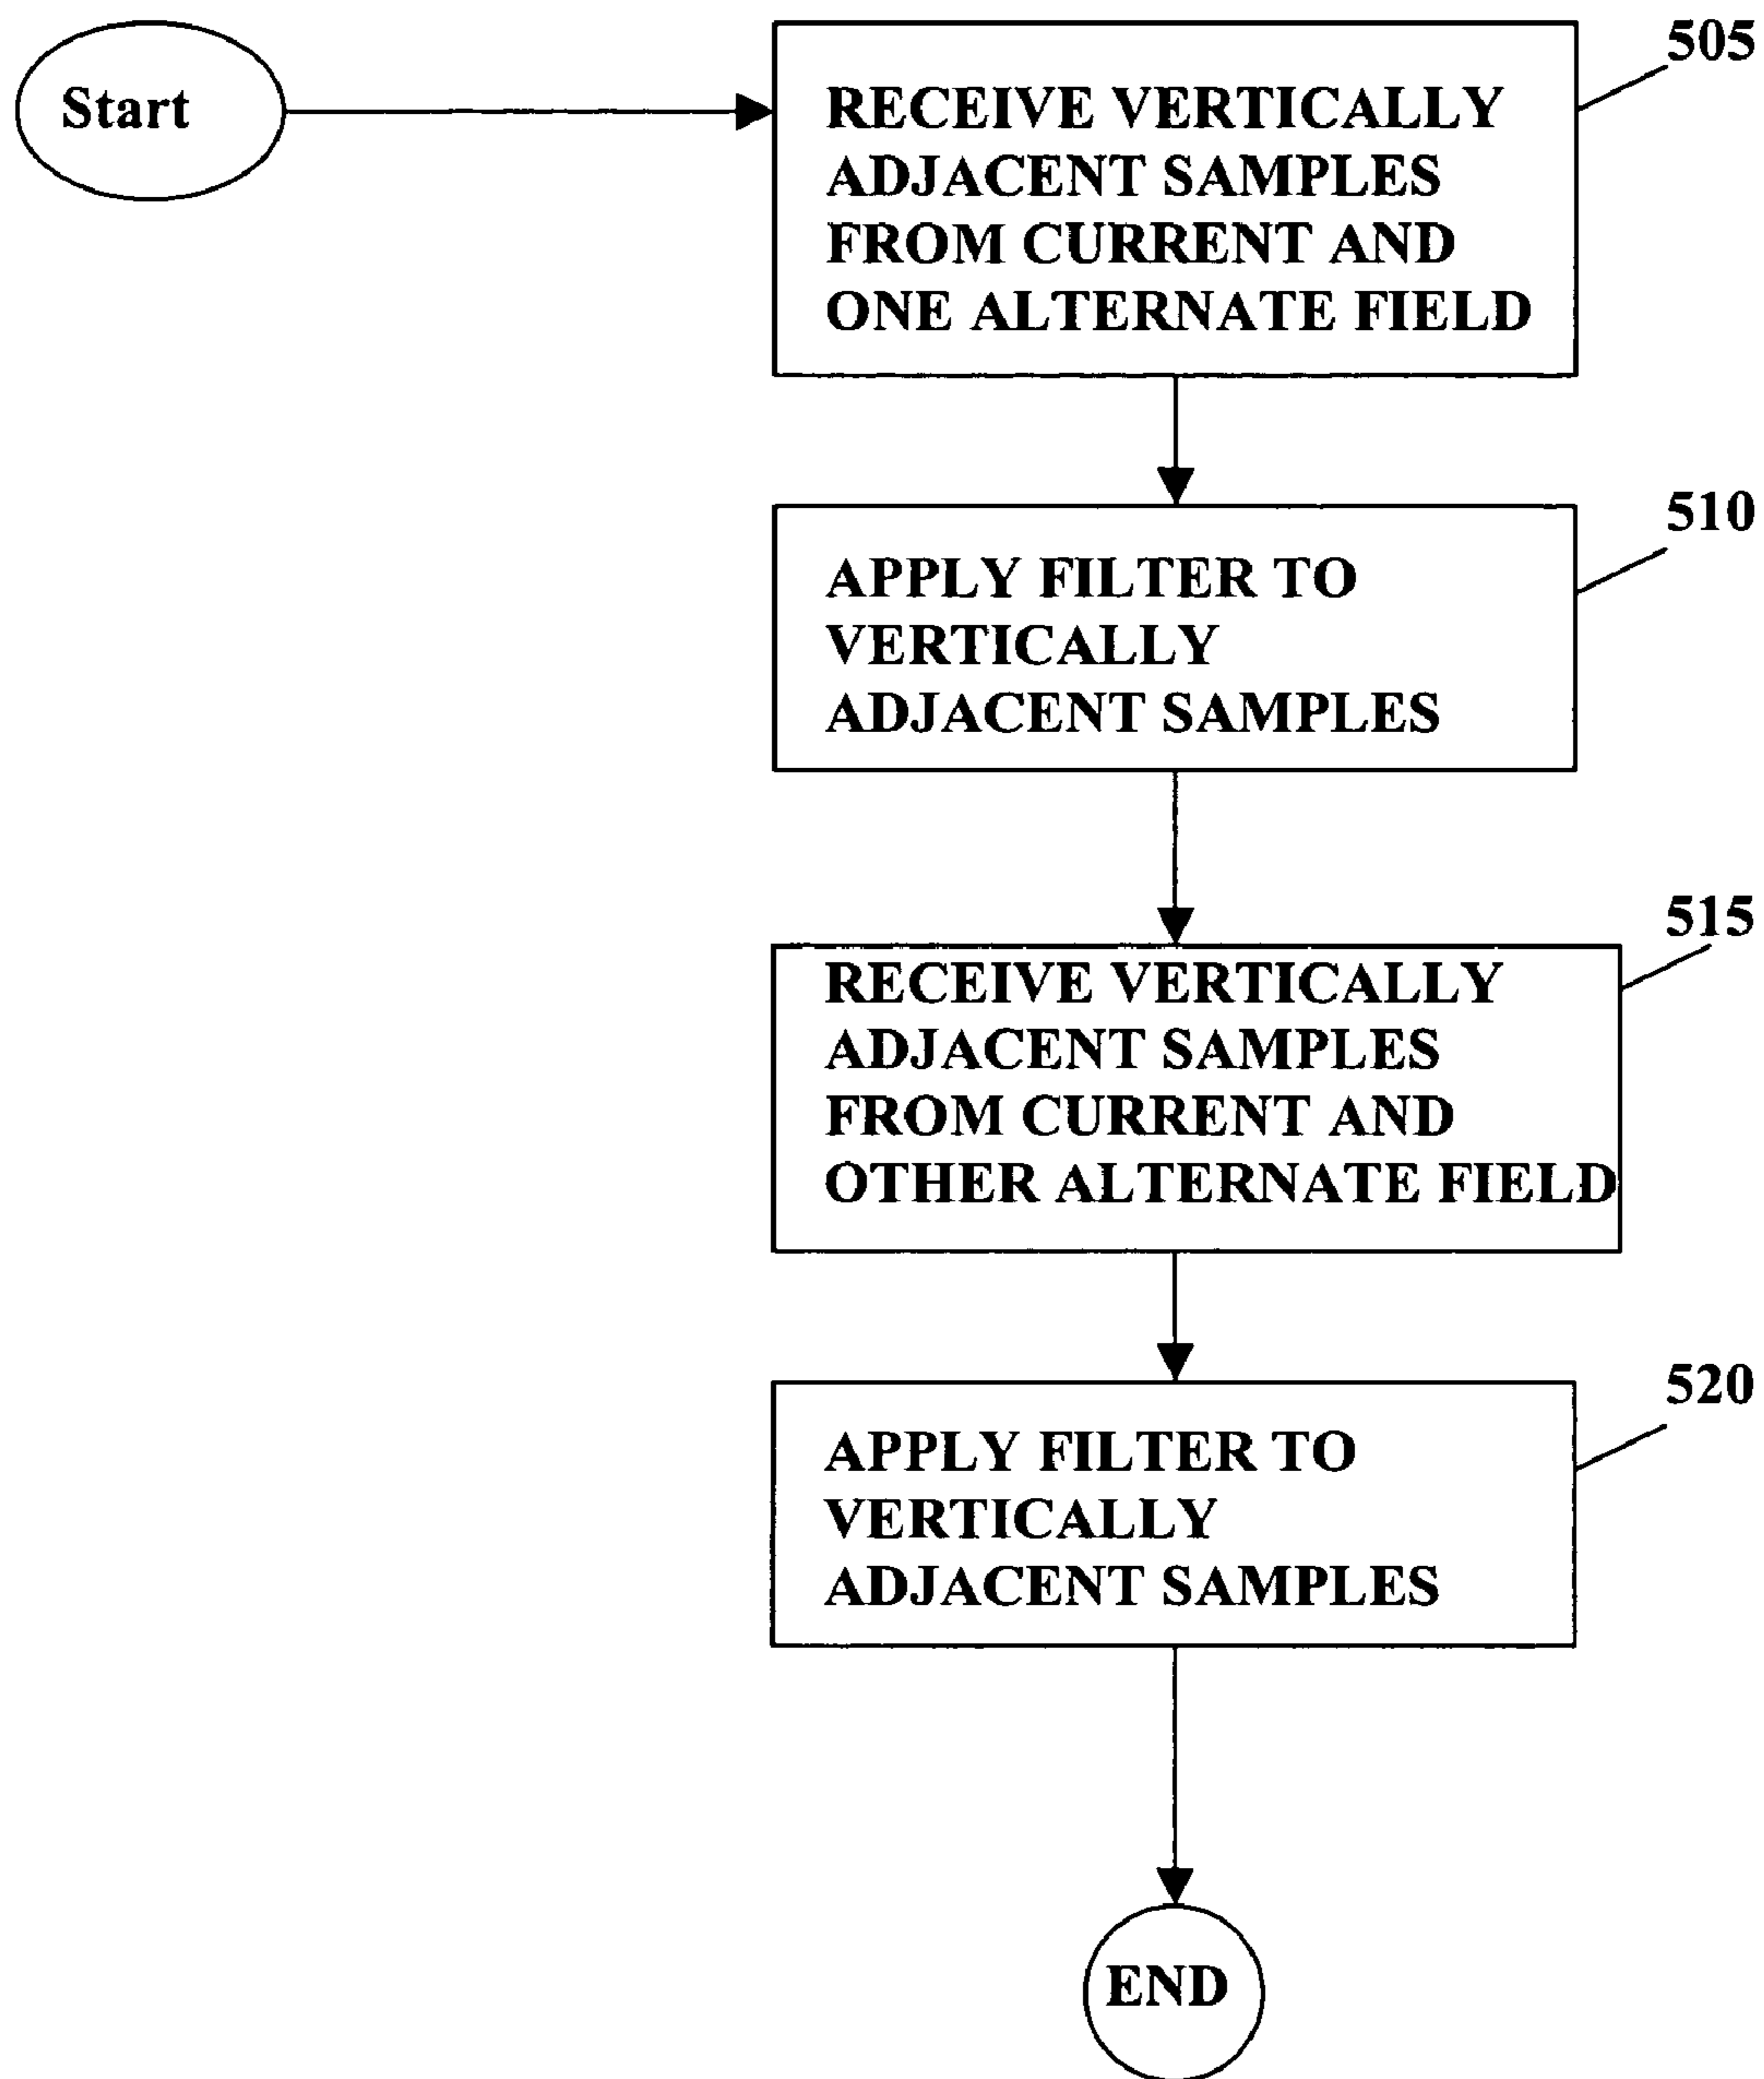 Start
505
RECEIVE VERTICALLY
ADJACENT SAMPLES
FROM CURRENT AND
ONE ALTERNATE FIELD
510
APPLY FILTER TO
VERTICALLY
ADJACENT SAMPLES
515
RECEIVE VERTICALLY
ADJACENT SAMPLES
FROM CURRENT AND
OTHER ALTERNATE FIELD
520
APPLY FILTER TO
VERTICALLY
ADJACENT SAMPLES
END